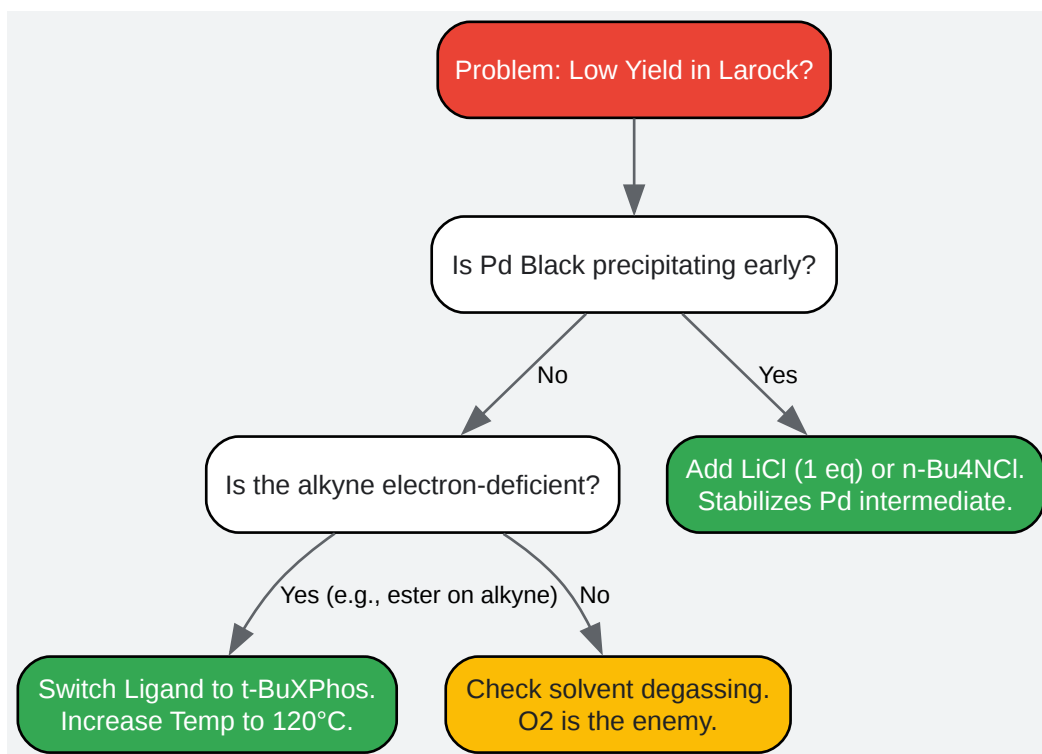 Problem: Low Yield in Larock?
Is Pd Black precipitating early?
No
Yes
Is the alkyne electron-deficient?
Add LiCl (1 eq) or n-Bu4NCl.
Stabilizes Pd intermediate.
Yes (e.g., ester on alkyne)
No
Switch Ligand to t-BuXPhos.
Increase Temp to 120°C.
Check solvent degassing.
O2 is the enemy.